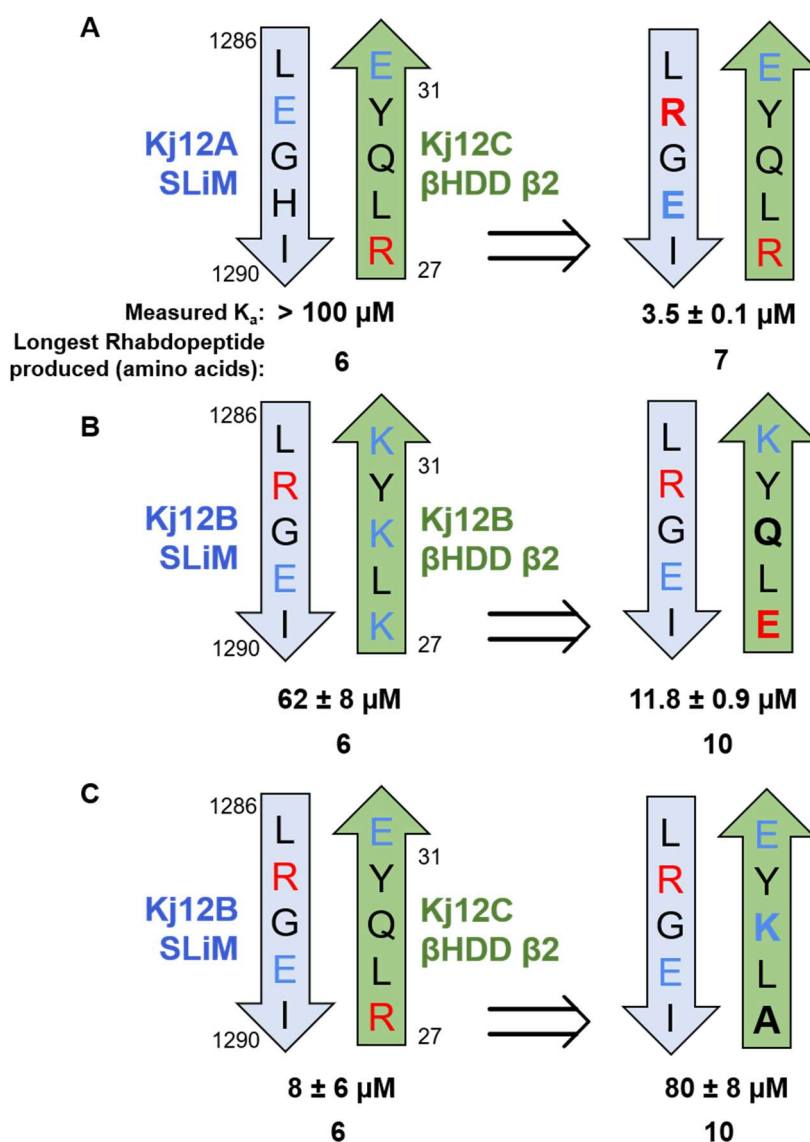 A
1286
L
E
G
H
I
1290
Kj12A
SLiM
E
Y
Q
L
R
31
27
Kj12C
βHDD β2
L
R
G
E
I
E
Y
Q
L
R
Measured Ka: > 100 μM
3.5 ± 0.1 μM
Longest Rhabdopeptide
produced (amino acids):
6
7
B
1286
L
R
G
E
I
1290
Kj12B
SLiM
K
Y
K
L
K
31
27
Kj12B
βHDD β2
L
R
G
E
I
K
Y
Q
L
E
62 ± 8 μM
11.8 ± 0.9 μM
6
10
C
1286
L
R
G
E
I
1290
Kj12B
SLiM
E
Y
Q
L
R
31
27
Kj12C
βHDD β2
L
R
G
E
I
E
Y
K
L
A
8 ± 6 μM
80 ± 8 μM
6
10